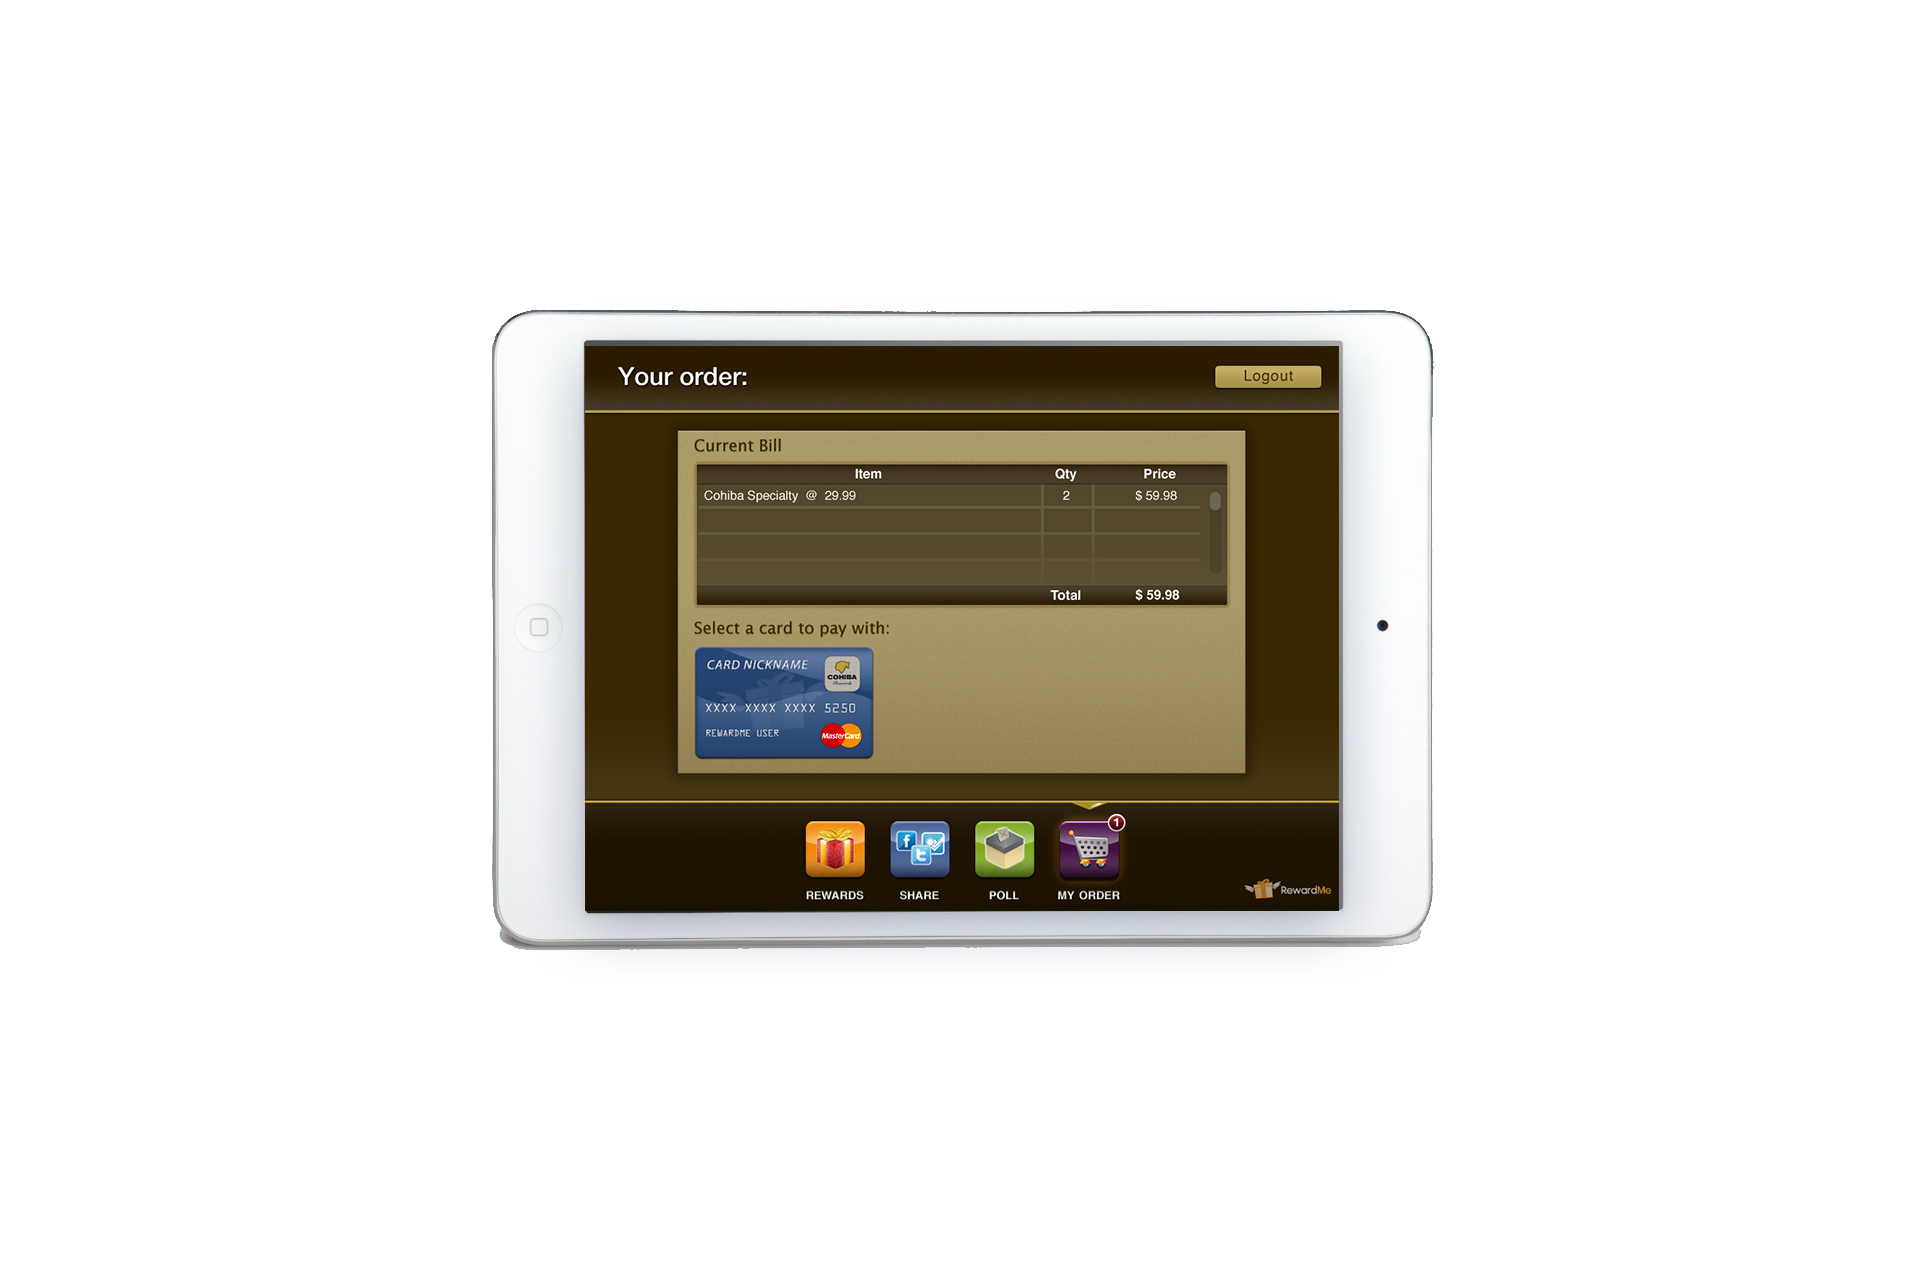 Your order:
Logout
Current Bill
Item Qty Price
Cohiba Specialty @ 29.99 2 $ 59.98
Total $ 59.98
Select a card to pay with:
CARD NICKNAME
COHIBA
XXXX XXXX XXXX 5250
REWARDME USER
MasterCard
1
REWARDS
SHARE
POLL
MY ORDER
RewardMe